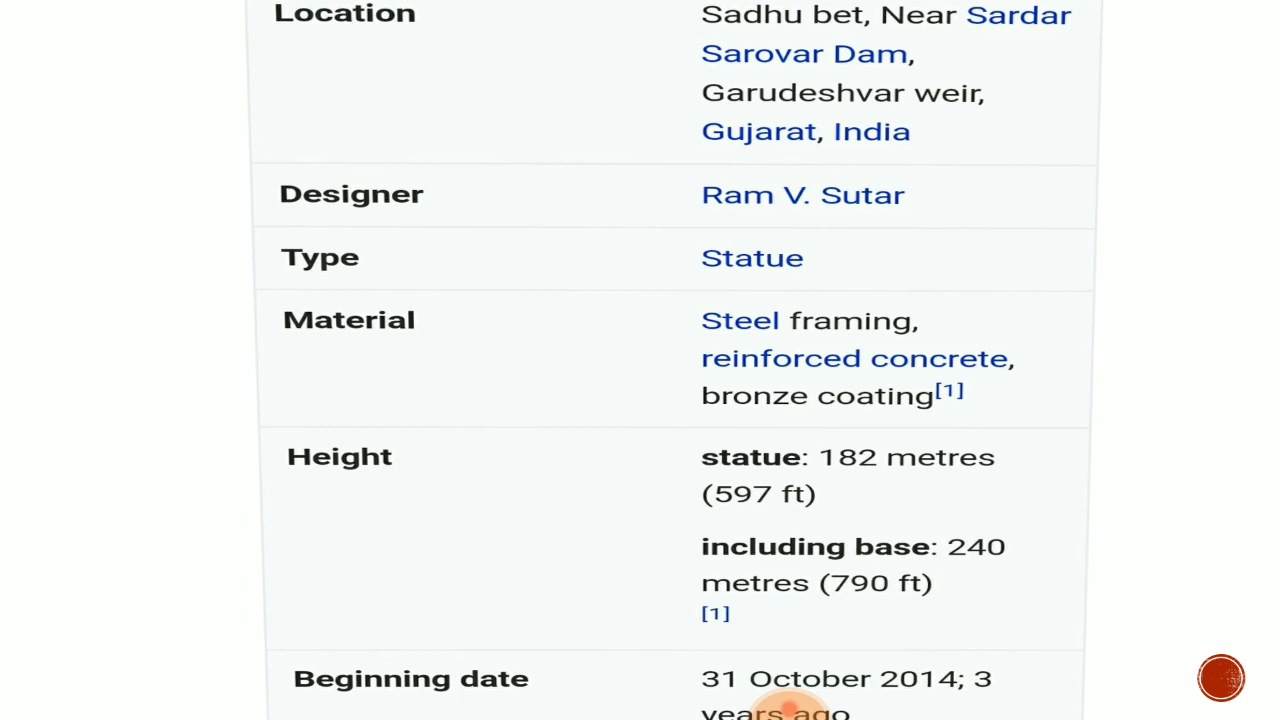 Location
Sadhu bet, Near Sardar
Sarovar Dam,
Garudeshvar weir,
Gujarat, India
Designer
Ram V. Sutar
Type
Statue
Material
Steel framing,
reinforced concrete,
bronze coating[1]
Height
statue: 182 metres
(597 ft)
including base: 240
metres (790 ft)
[1]
Beginning date
31 October 2014; 3
years ago